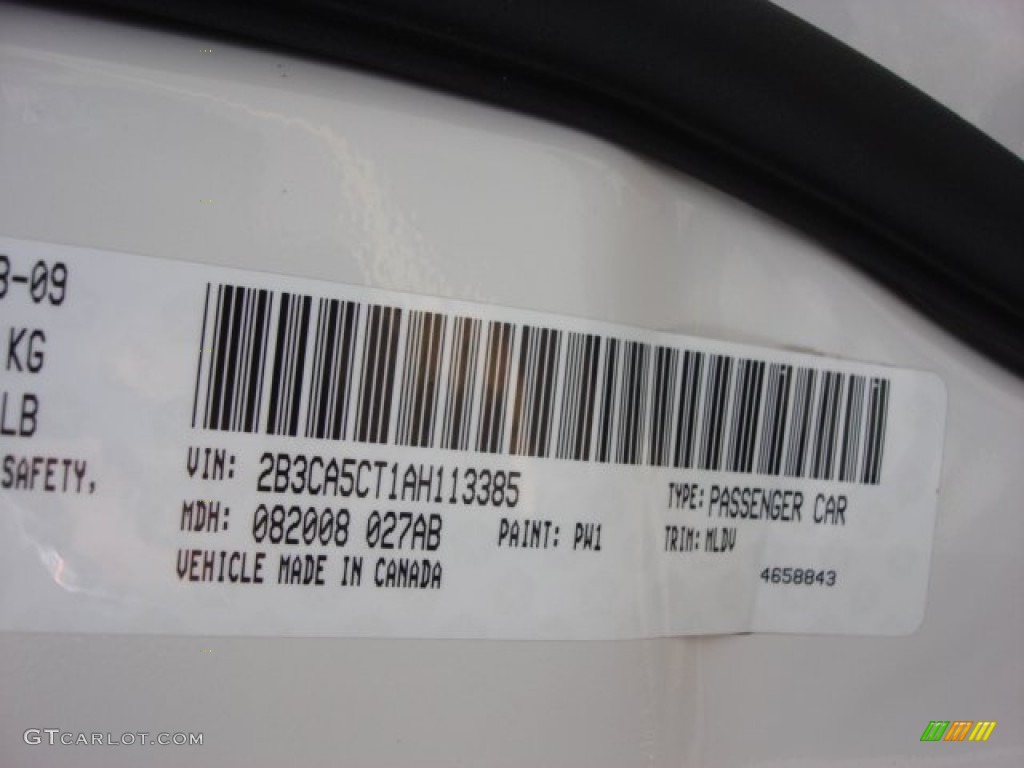 3-09
KG
LB
SAFETY,
VIN: 2B3CA5CT1AH113385
MDH: 082008 027AB
PAINT: PW1
VEHICLE MADE IN CANADA
TYPE: PASSENGER CAR
TRIM: MLDV
4658843
GTCARLOT.COM